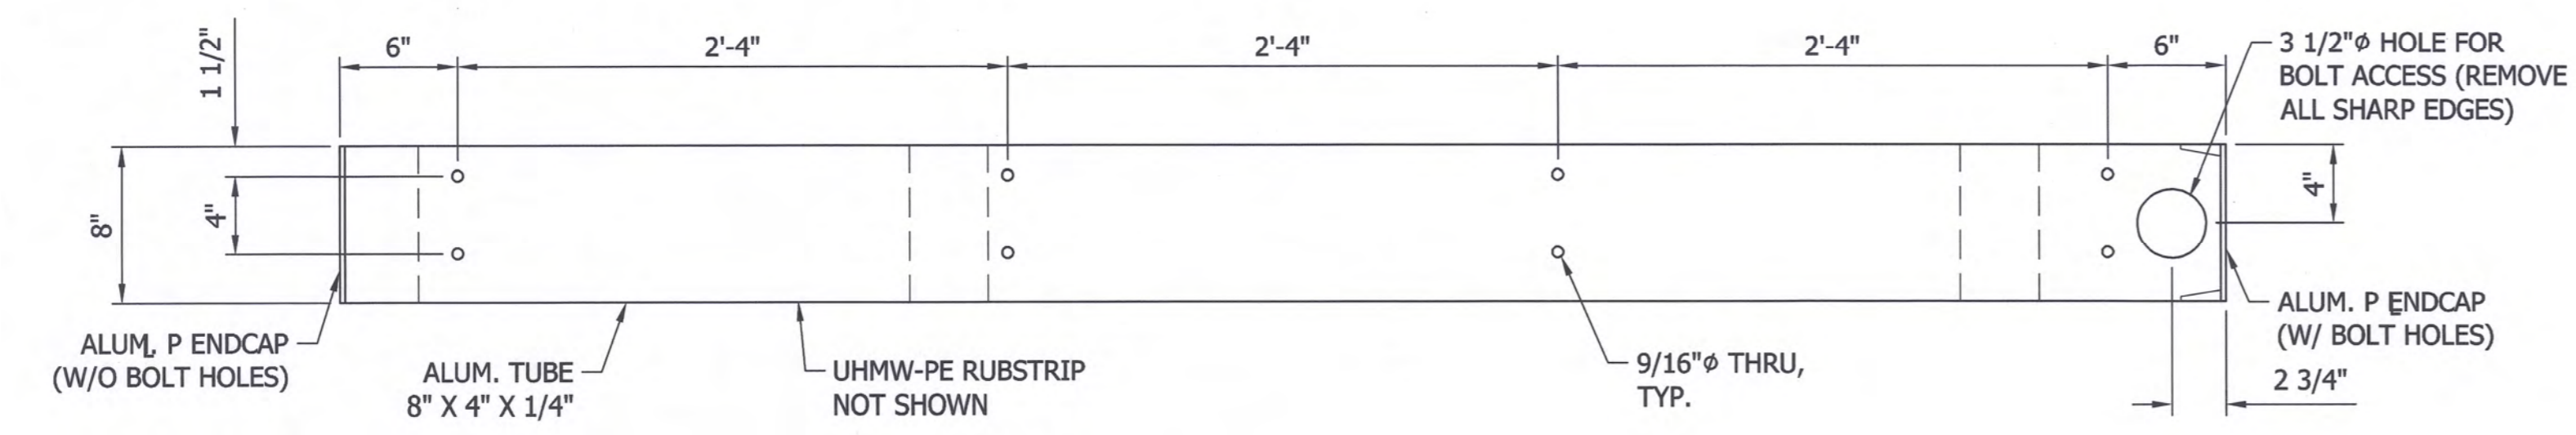 6"
2'-4"
2'-4"
2'-4"
6"
1 1/2"
3 1/2"ϕ HOLE FOR
BOLT ACCESS (REMOVE
ALL SHARP EDGES)
8"
4"
4"
ALUM. P ENDCAP
(W/O BOLT HOLES)
ALUM. TUBE
8" X 4" X 1/4"
UHMW-PE RUBSTRIP
NOT SHOWN
9/16"ϕ THRU,
TYP.
ALUM. P ENDCAP
(W/ BOLT HOLES)
2 3/4"